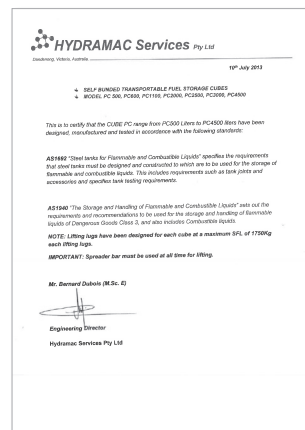 HYDRAMAC Services Pty Ltd
Dandenong, Victoria, Australia
10th July 2013
SELF BUNDED TRANSPORTABLE FUEL STORAGE CUBES
MODEL PC 500, PC800, PC1100, PC2000, PC2500, PC3000, PC4500
This is to certify that the CUBE PC range from PC500 Liters to PC4500 liters have been
designed, manufactured and tested in accordance with the following standards:
AS1692 "Steel tanks for Flammable and Combustible Liquids" specifies the requirements
that steel tanks must be designed and constructed to which are to be used for the storage of
flammable and combustible liquids. This includes requirements such as tank joints and
accessories and specifies tank testing requirements.
AS1940 "The Storage and Handling of Flammable and Combustible Liquids" sets out the
requirements and recommendations to be used for the storage and handling of flammable
liquids of Dangerous Goods Class 3, and also includes Combustible liquids.
NOTE: Lifting lugs have been designed for each cube at a maximum SFL of 1750Kg
each lifting lugs.
IMPORTANT: Spreader bar must be used at all time for lifting.
Mr. Bernard Dubois (M.Sc. E)
Engineering Director
Hydramac Services Pty Ltd